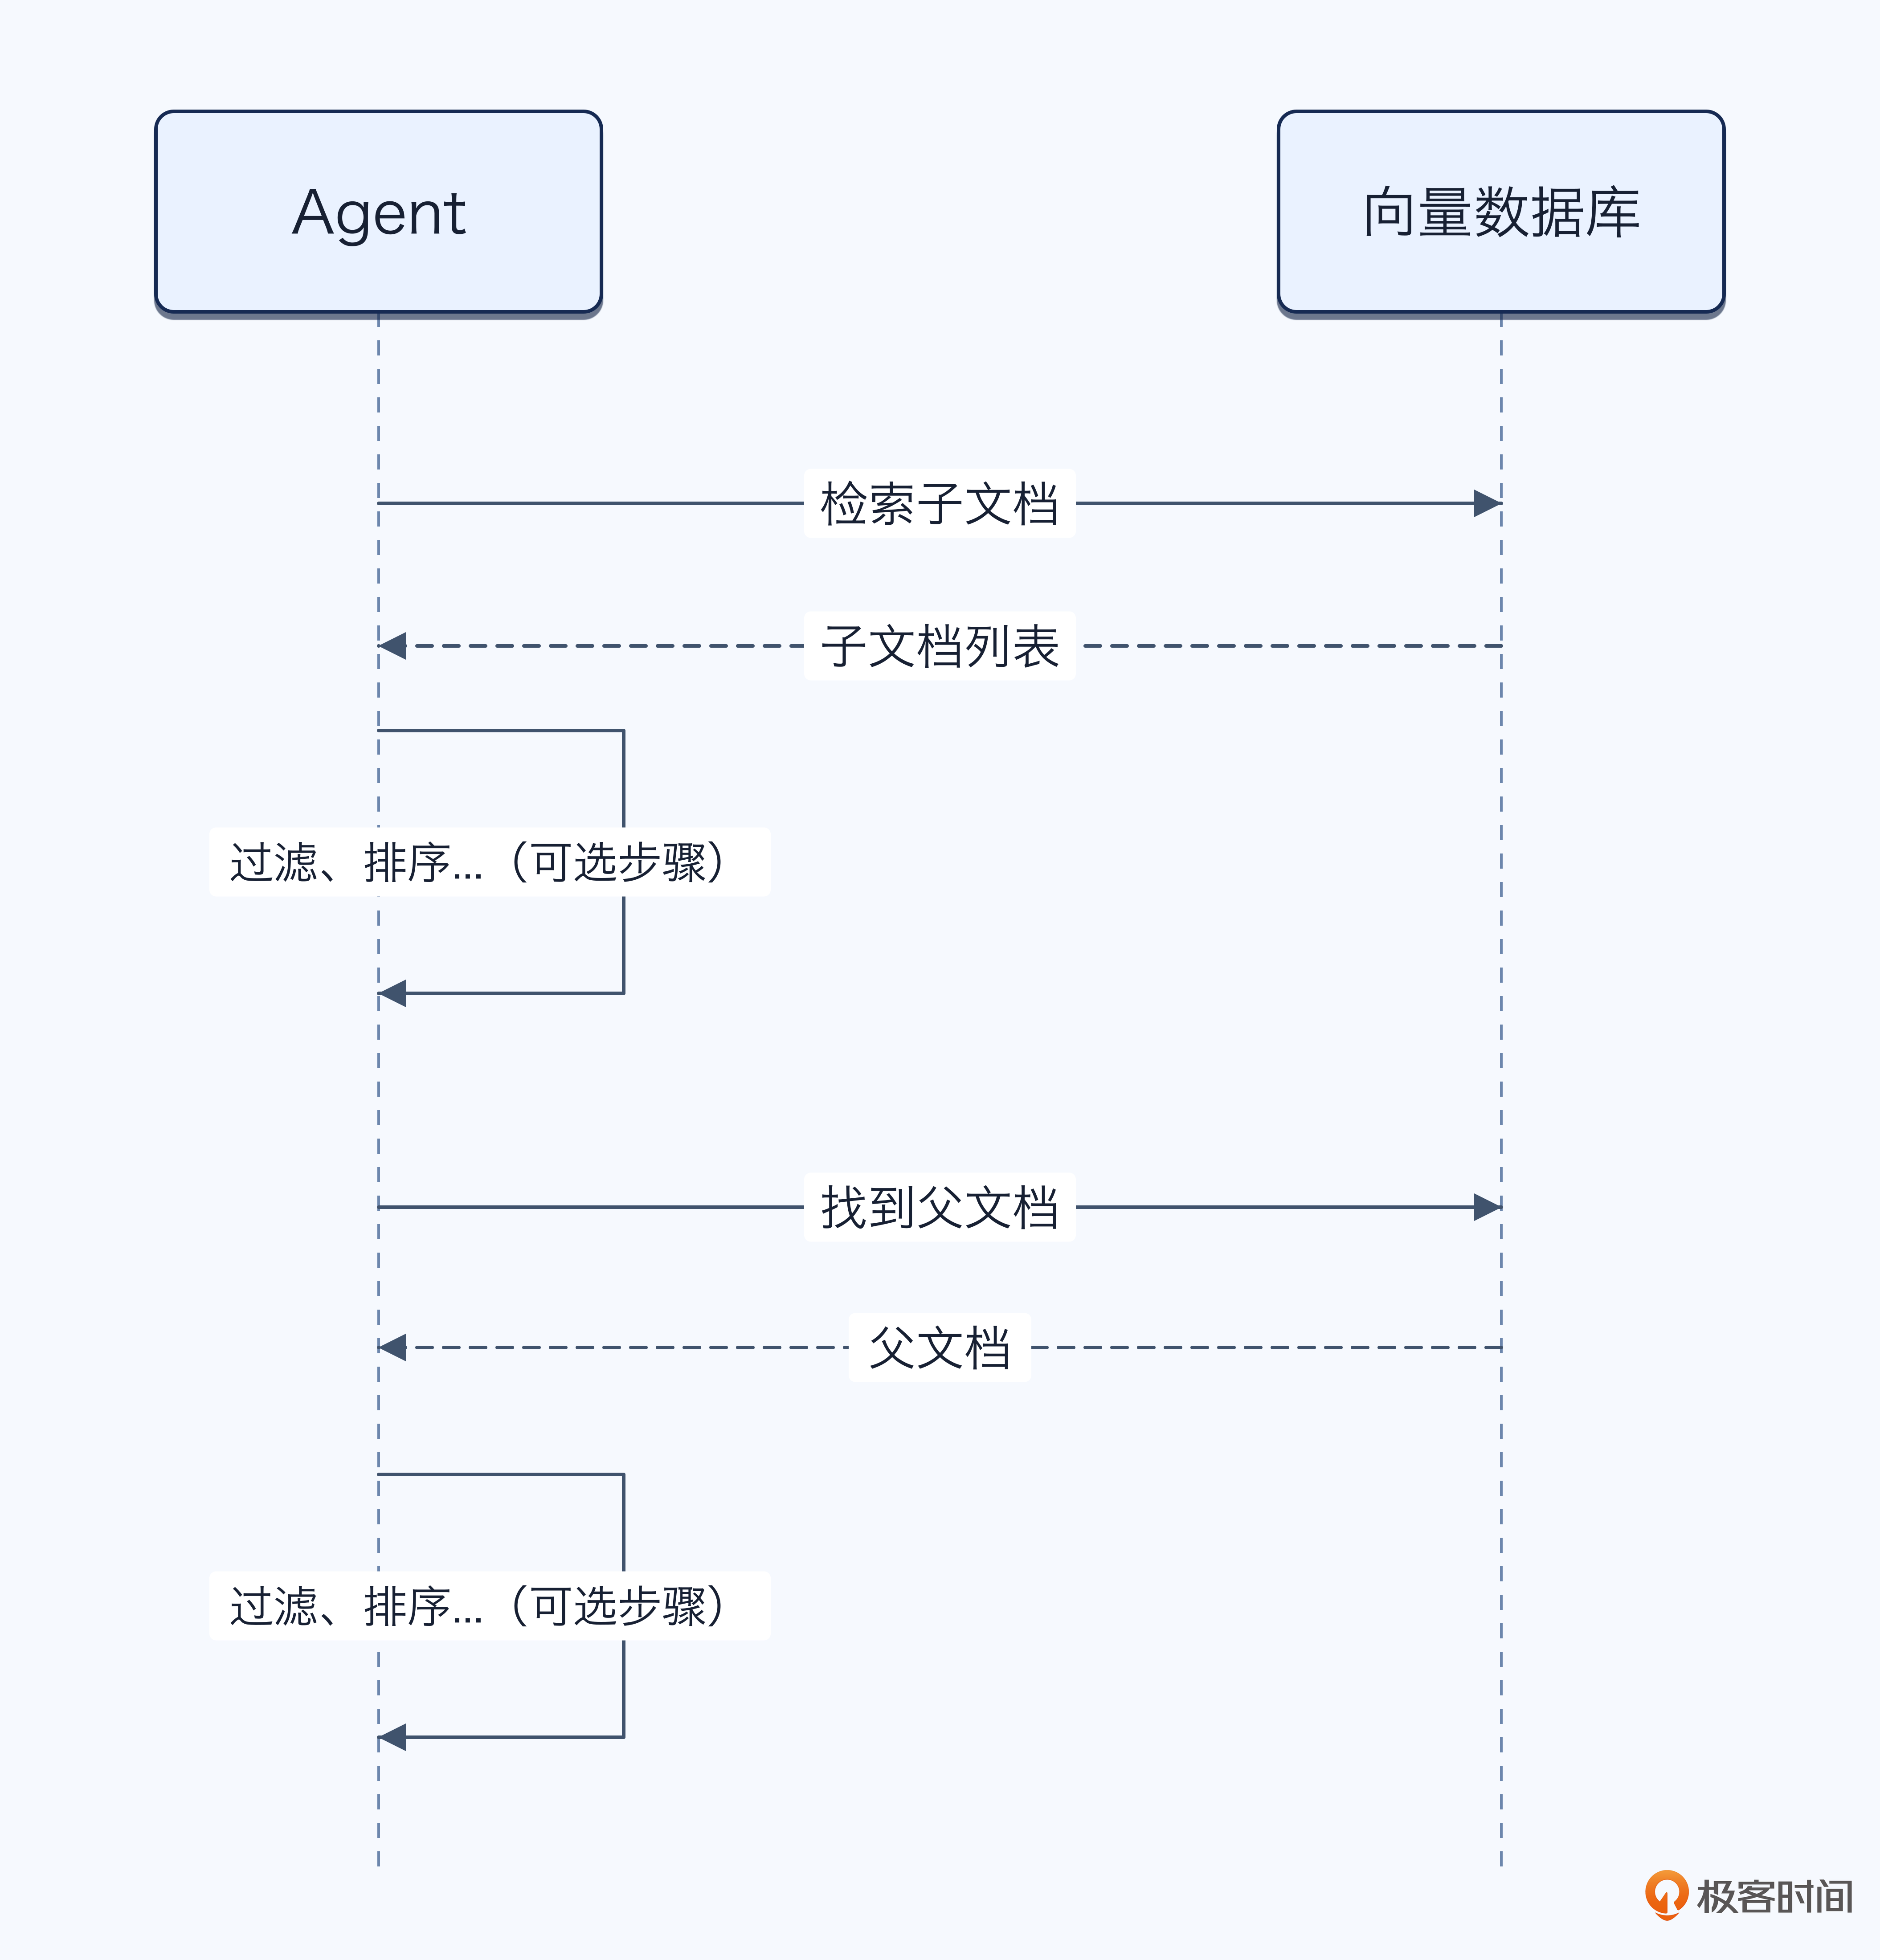 Agent
向量数据库
检索子文档
子文档列表
过滤、排序...（可选步骤）
找到父文档
父文档
过滤、排序...（可选步骤）
极客时间